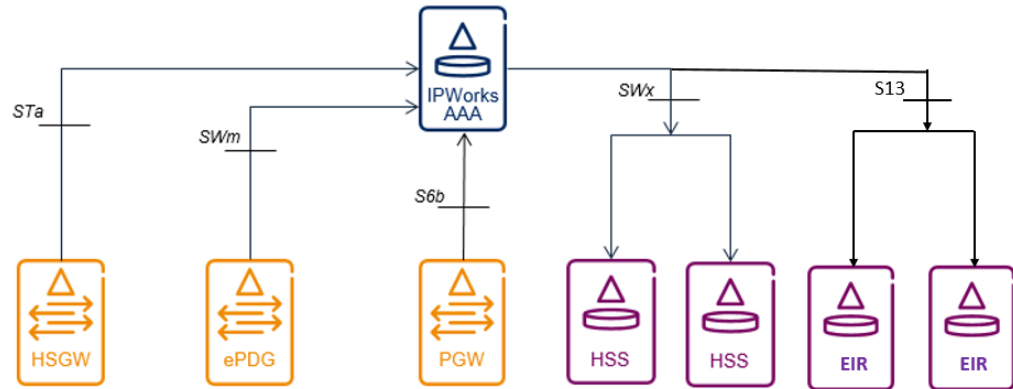 IPWorks
AAA
STa
SWm
S6b
SWx
S13
HSGW
ePDG
PGW
HSS
HSS
EIR
EIR